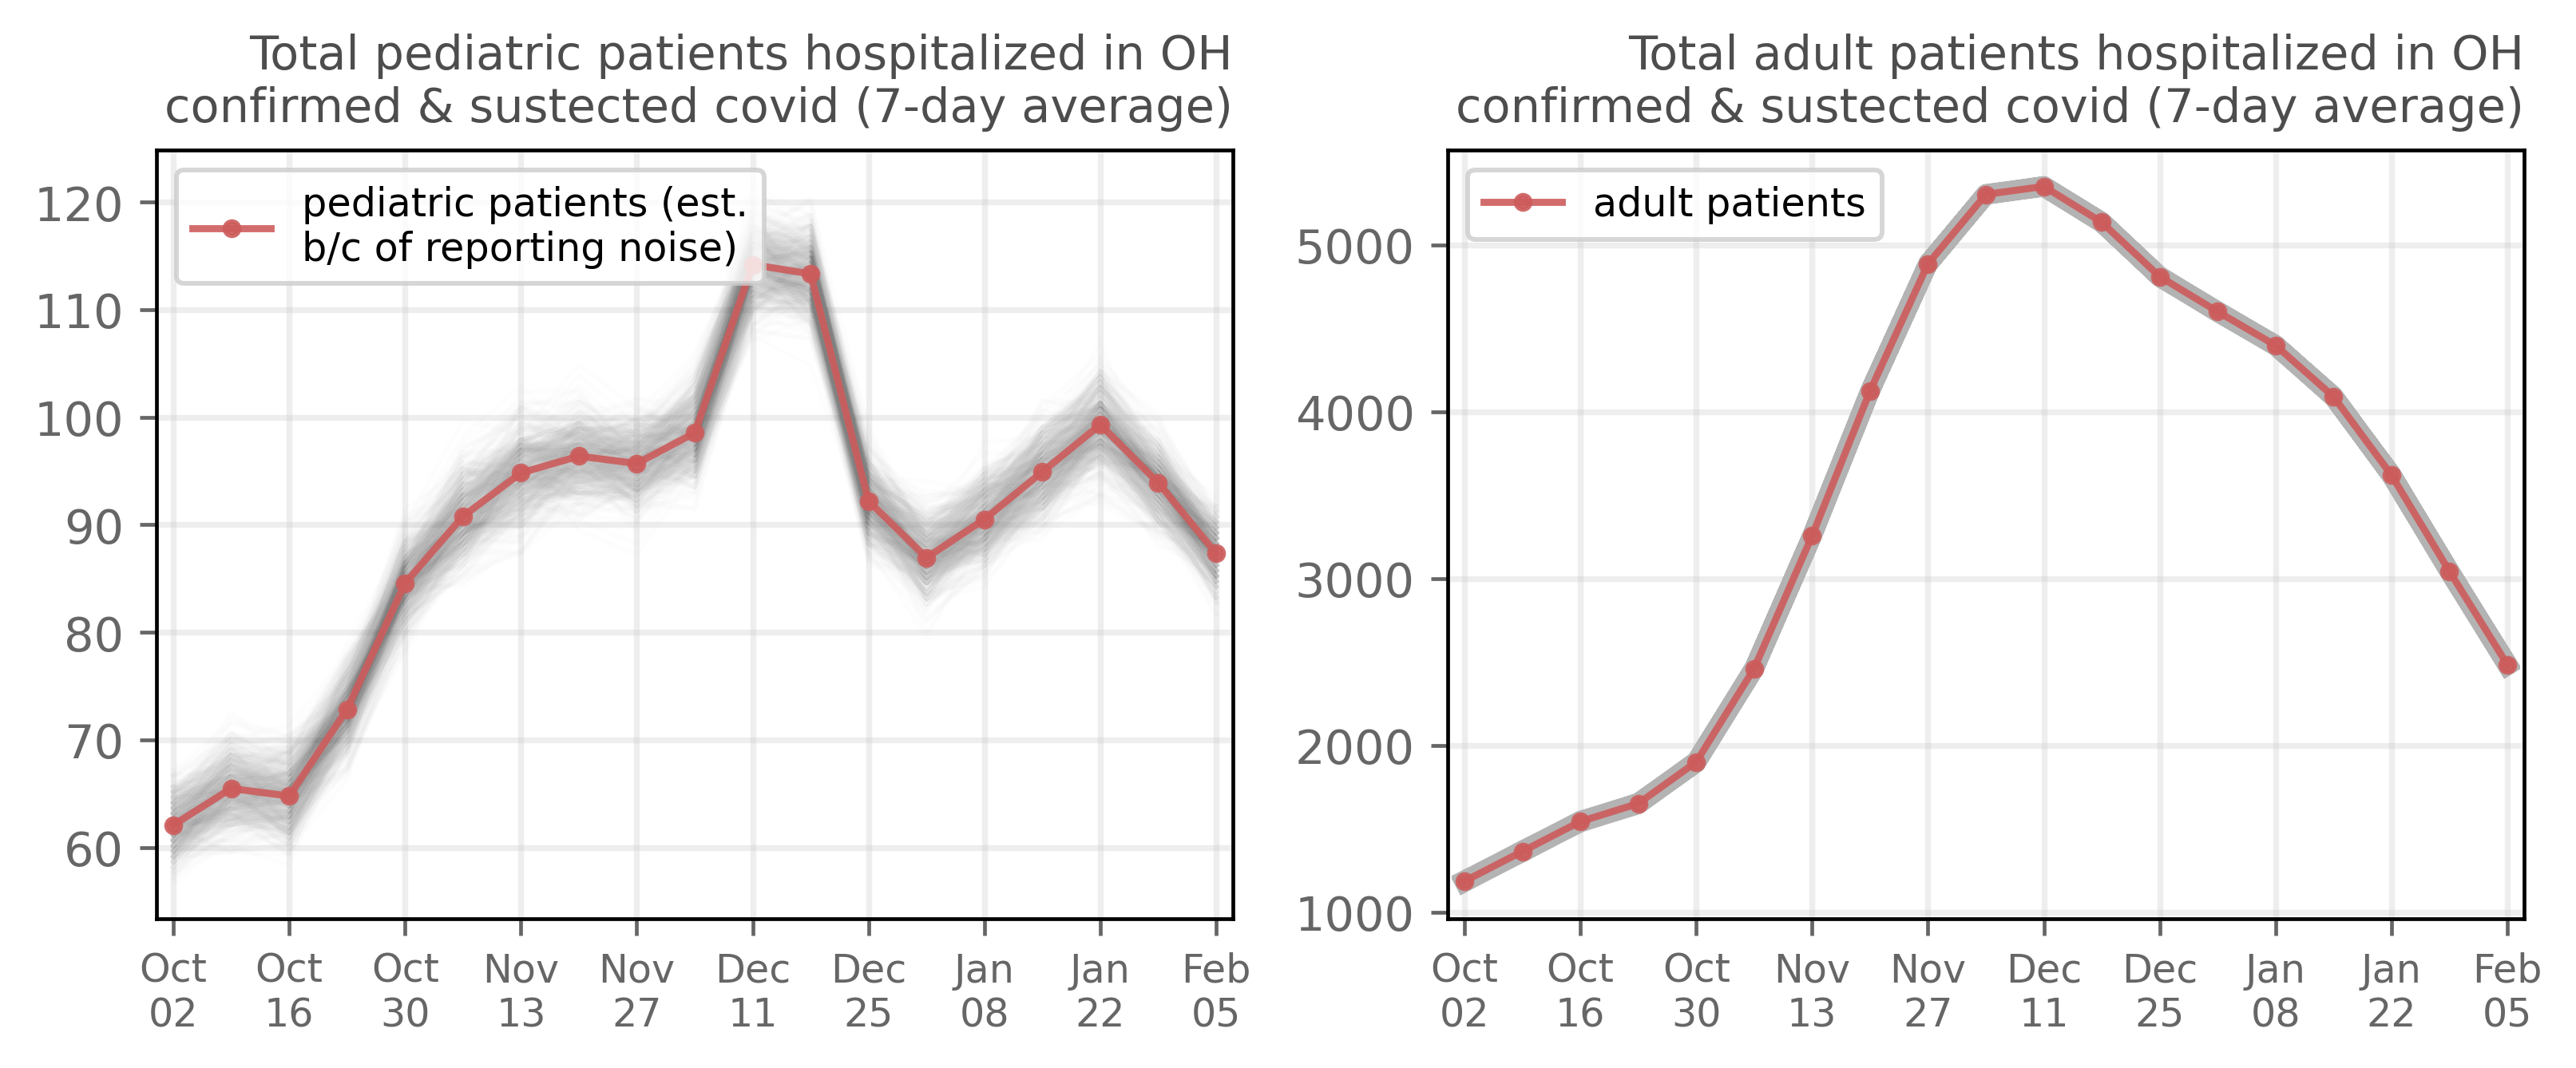 Total pediatric patients hospitalized in OH
confirmed & sustected covid (7-day average)
pediatric patients (est.
b/c of reporting noise)
120
110
100
90
80
70
60
Oct Oct Oct Nov Nov Dec Dec Jan Jan Feb
02 16 30 13 27 11 25 08 22 05
Total adult patients hospitalized in OH
confirmed & sustected covid (7-day average)
adult patients
5000
4000
3000
2000
1000
Oct Oct Oct Nov Nov Dec Dec Jan Jan Feb
02 16 30 13 27 11 25 08 22 05